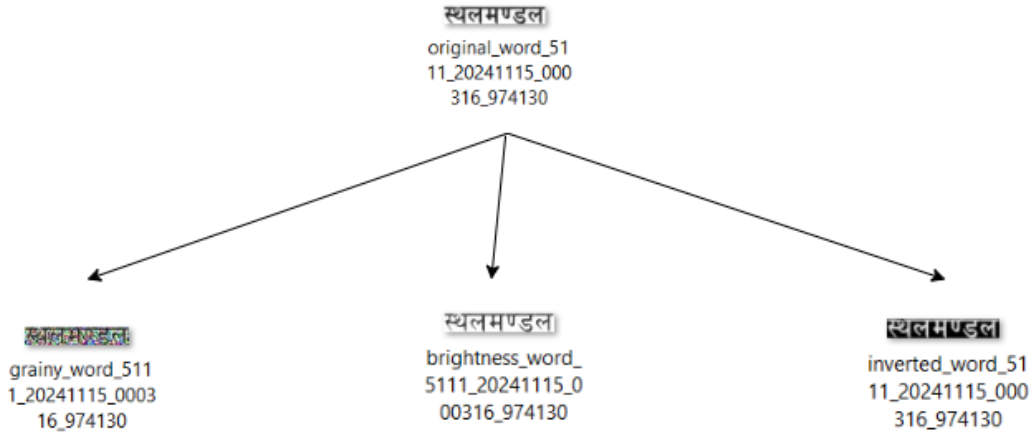 स्थलमण्डल
original_word_51
11_20241115_000
316_974130
स्थलमण्डल
grainy_word_511
1_20241115_0003
16_974130
स्थलमण्डल
brightness_word_
5111_20241115_0
00316_974130
स्थलमण्डल
inverted_word_51
11_20241115_000
316_974130